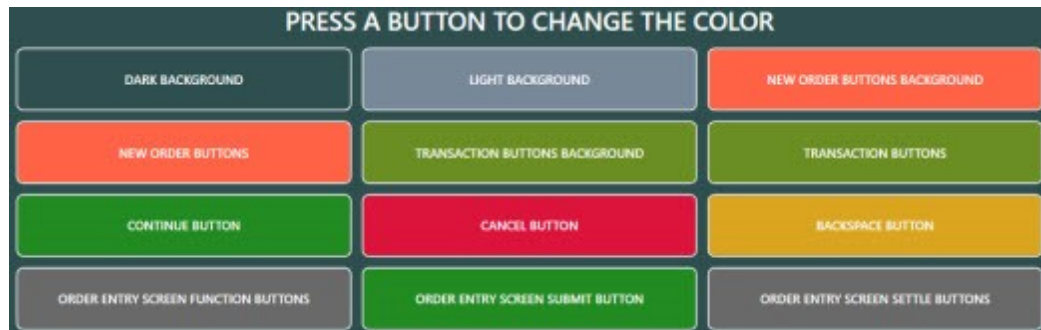 PRESS A BUTTON TO CHANGE THE COLOR
DARK BACKGROUND
LIGHT BACKGROUND
NEW ORDER BUTTONS BACKGROUND
NEW ORDER BUTTONS
TRANSACTION BUTTONS BACKGROUND
TRANSACTION BUTTONS
CONTINUE BUTTON
CANCEL BUTTON
BACKSPACE BUTTON
ORDER ENTRY SCREEN FUNCTION BUTTONS
ORDER ENTRY SCREEN SUBMIT BUTTON
ORDER ENTRY SCREEN SETTLE BUTTONS